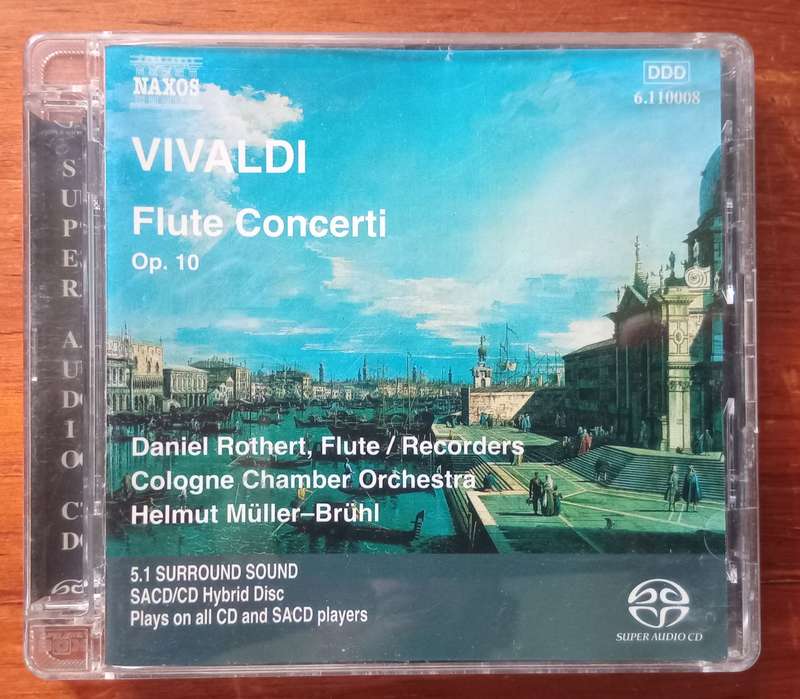 NAXOS
DDD
6.110008
VIVALDI
Flute Concerti
Op. 10
Daniel Rothert, Flute / Recorders
Cologne Chamber Orchestra
Helmut Müller–Brühl
5.1 SURROUND SOUND
SACD/CD Hybrid Disc
Plays on all CD and SACD players
SUPER AUDIO CD
SUPER AUDIO CD